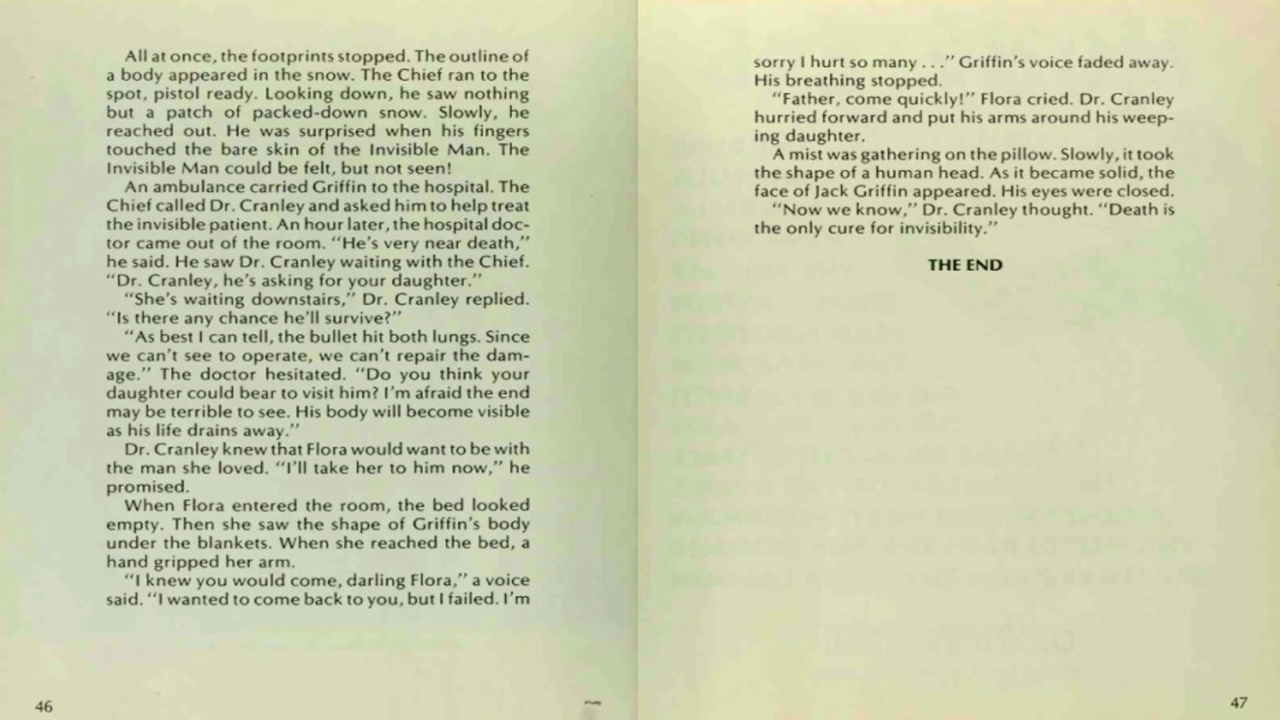 All at once, the footprints stopped. The outline of
a body appeared in the snow. The Chief ran to the
spot, pistol ready. Looking down, he saw nothing
but a patch of packed-down snow. Slowly, he
reached out. He was surprised when his fingers
touched the bare skin of the Invisible Man. The
Invisible Man could be felt, but not seen!
An ambulance carried Griffin to the hospital. The
Chief called Dr. Cranley and asked him to help treat
the invisible patient. An hour later, the hospital doc-
tor came out of the room. “He’s very near death,”
he said. He saw Dr. Cranley waiting with the Chief.
“Dr. Cranley, he’s asking for your daughter.”
“She’s waiting downstairs,” Dr. Cranley replied.
“Is there any chance he’ll survive?”
“As best I can tell, the bullet hit both lungs. Since
we can’t see to operate, we can’t repair the dam-
age.” The doctor hesitated. “Do you think your
daughter could bear to visit him? I’m afraid the end
may be terrible to see. His body will become visible
as his life drains away.”
Dr. Cranley knew that Flora would want to be with
the man she loved. “I’ll take her to him now,” he
promised.
When Flora entered the room, the bed looked
empty. Then she saw the shape of Griffin’s body
under the blankets. When she reached the bed, a
hand gripped her arm.
“I knew you would come, darling Flora,” a voice
said. “I wanted to come back to you, but I failed. I’m
46
sorry I hurt so many . . .” Griffin’s voice faded away.
His breathing stopped.
“Father, come quickly!” Flora cried. Dr. Cranley
hurried forward and put his arms around his weep-
ing daughter.
A mist was gathering on the pillow. Slowly, it took
the shape of a human head. As it became solid, the
face of Jack Griffin appeared. His eyes were closed.
“Now we know,” Dr. Cranley thought. “Death is
the only cure for invisibility.”
THE END
47